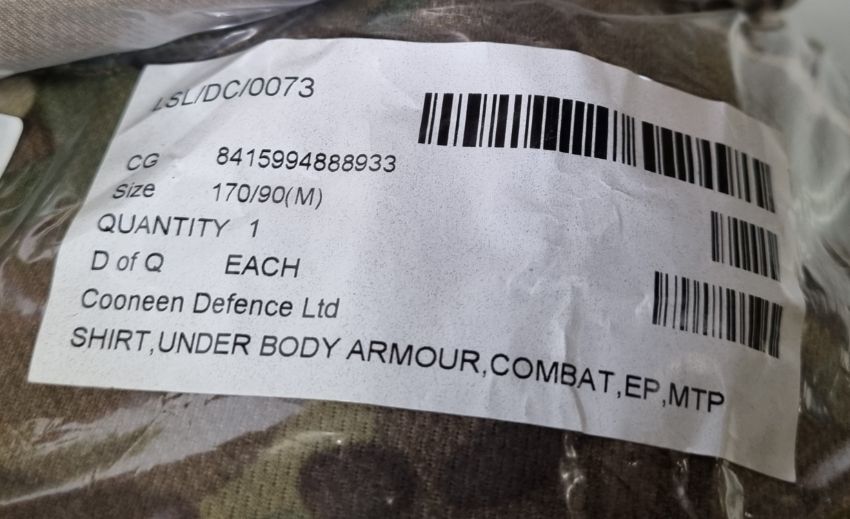 LSL/DC/0073
CG 8415994888933
Size 170/90(M)
QUANTITY 1
D of Q EACH
Cooneen Defence Ltd
SHIRT,UNDER BODY ARMOUR,COMBAT,EP,MTP